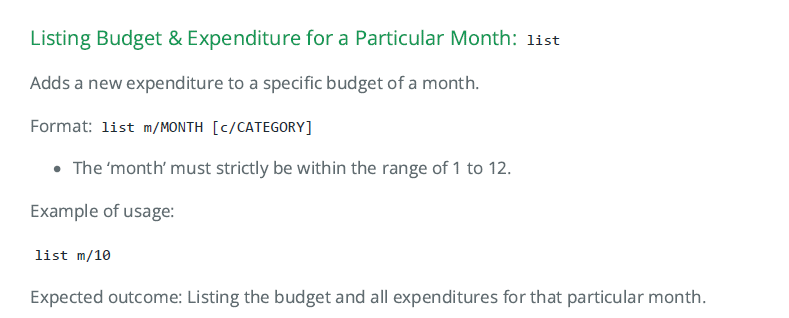 Listing Budget & Expenditure for a Particular Month: list
Adds a new expenditure to a specific budget of a month.
Format: list m/MONTH [c/CATEGORY]
• The ‘month’ must strictly be within the range of 1 to 12.
Example of usage:
list m/10
Expected outcome: Listing the budget and all expenditures for that particular month.